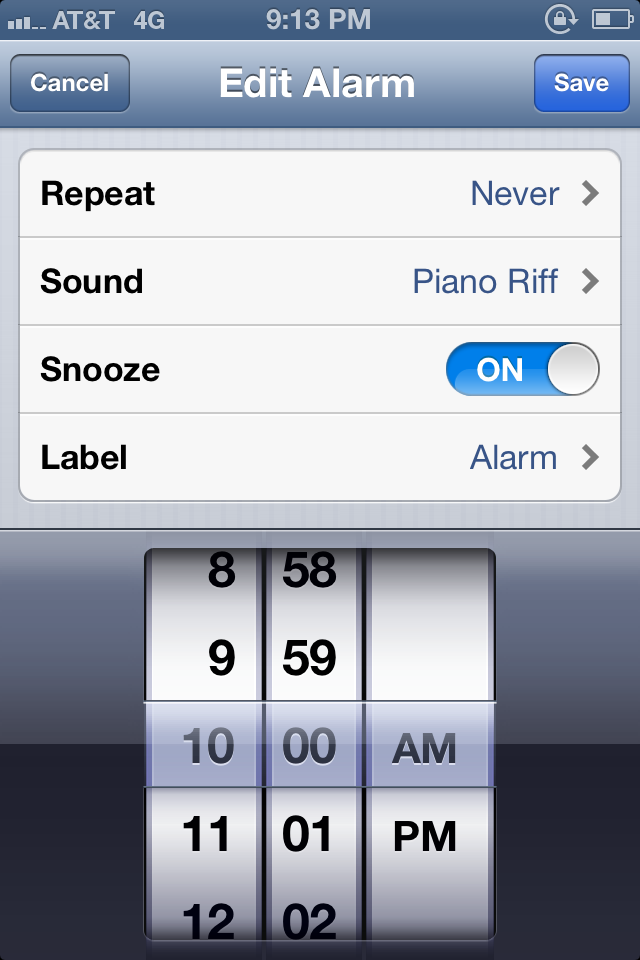 AT&T 4G 9:13 PM
Cancel Edit Alarm Save
Repeat Never
Sound Piano Riff
Snooze ON
Label Alarm
8 58
9 59
10 00 AM
11 01 PM
12 02